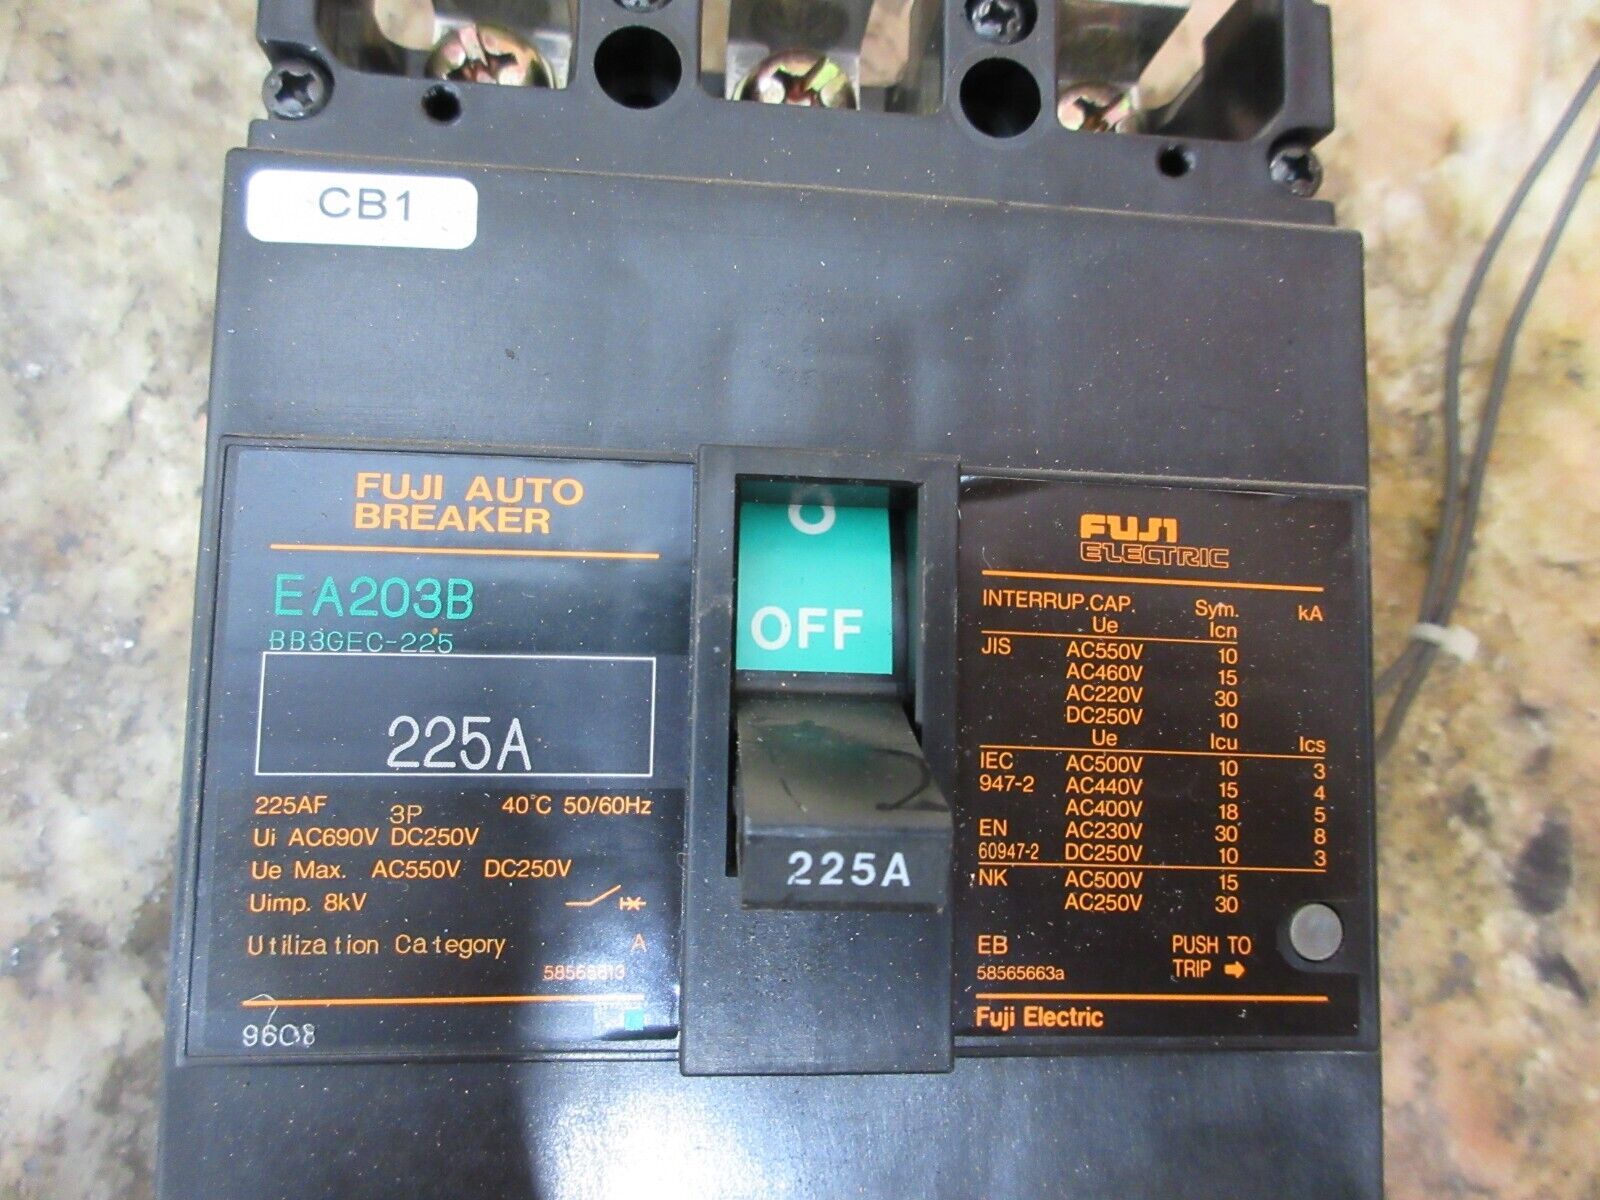 CB1
FUJI AUTO
BREAKER
EA203B
BB3GEC-225
225A
225AF 3P 40°C 50/60Hz
Ui AC690V DC250V
Ue Max. AC550V DC250V
Uimp. 8kV
Utilization Category A
58565613
9608
O
OFF
225A
FUJI
ELECTRIC
INTERRUP.CAP. Sym. kA
Ue Icn
JIS AC550V 10
AC460V 15
AC220V 30
DC250V 10
Ue Icu Ics
IEC AC500V 10 3
947-2 AC440V 15 4
AC400V 18 5
EN AC230V 30 8
60947-2 DC250V 10 3
NK AC500V 15
AC250V 30
EB PUSH TO
58565663a TRIP ➡
Fuji Electric